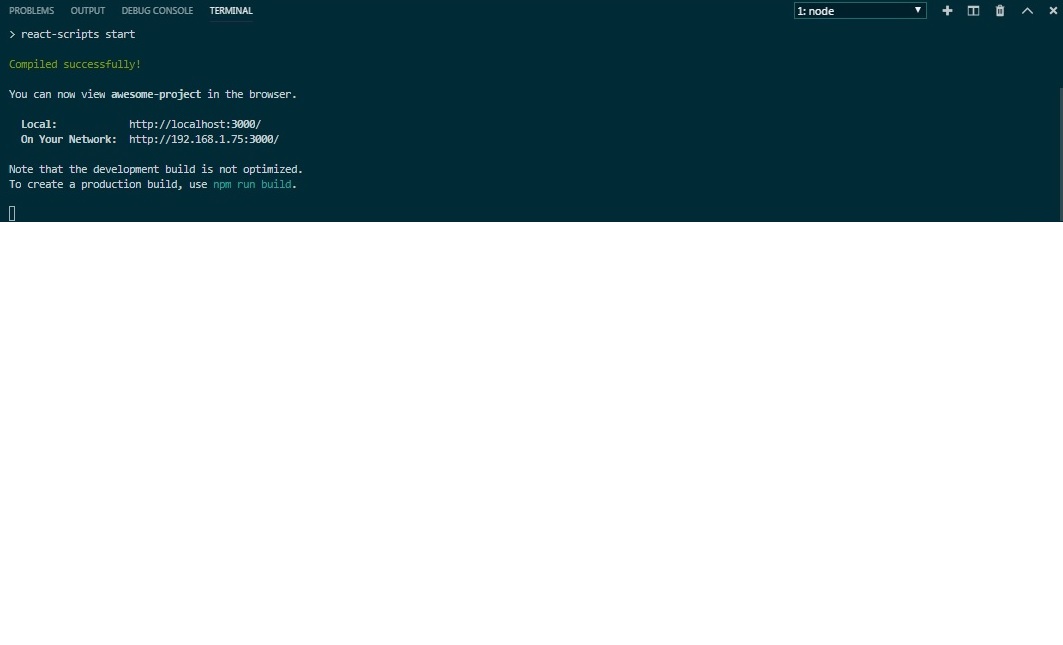 PROBLEMS OUTPUT DEBUG CONSOLE TERMINAL 1: node
> react-scripts start
Compiled successfully!
You can now view awesome-project in the browser.
Local: http://localhost:3000/
On Your Network: http://192.168.1.75:3000/
Note that the development build is not optimized.
To create a production build, use npm run build.